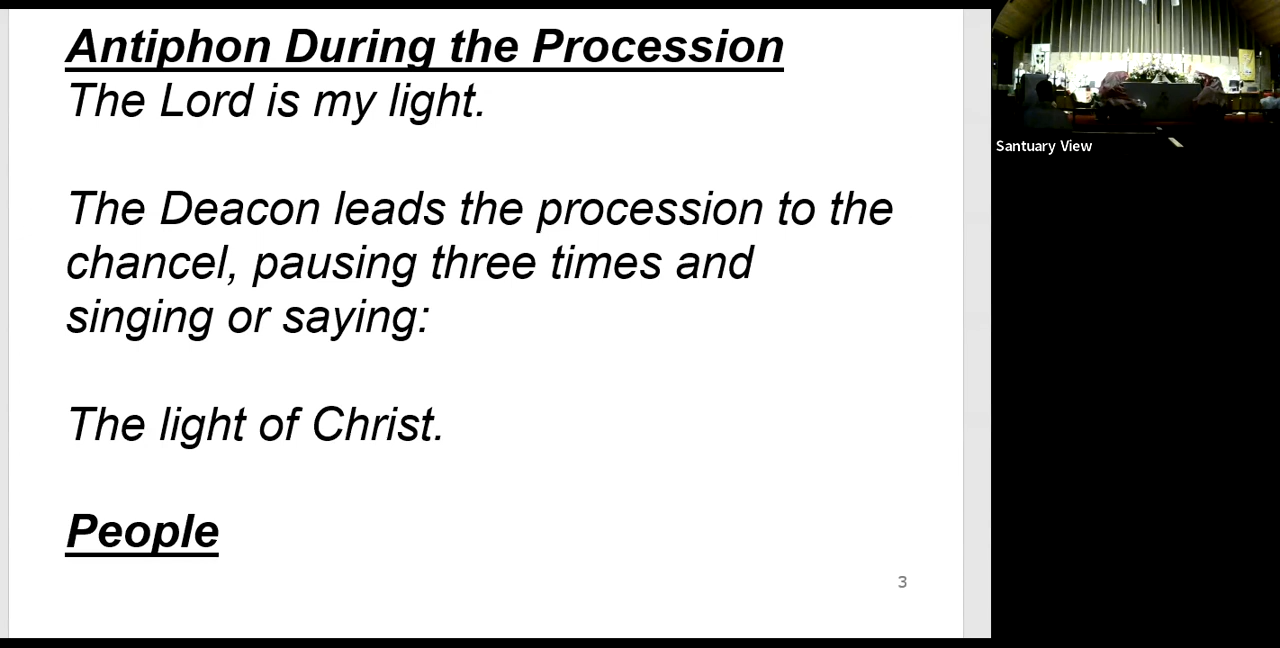 Antiphon During the Procession
The Lord is my light.
The Deacon leads the procession to the
chancel, pausing three times and
singing or saying:
The light of Christ.
People
3
Santuary View